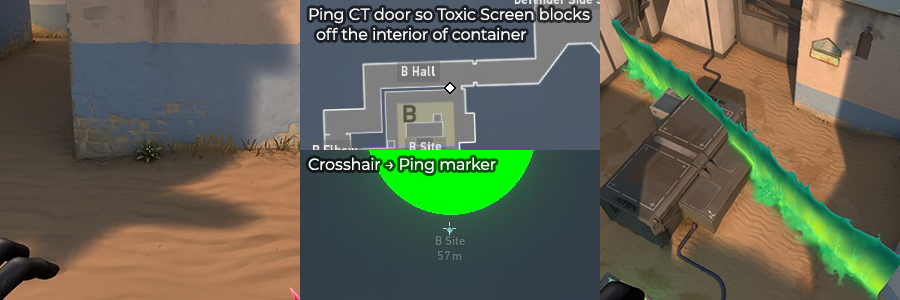 Defender Side S
Ping CT door so Toxic Screen blocks
off the interior of container
B Hall
B
B Elbow
B Site
Crosshair → Ping marker
B Site
57 m